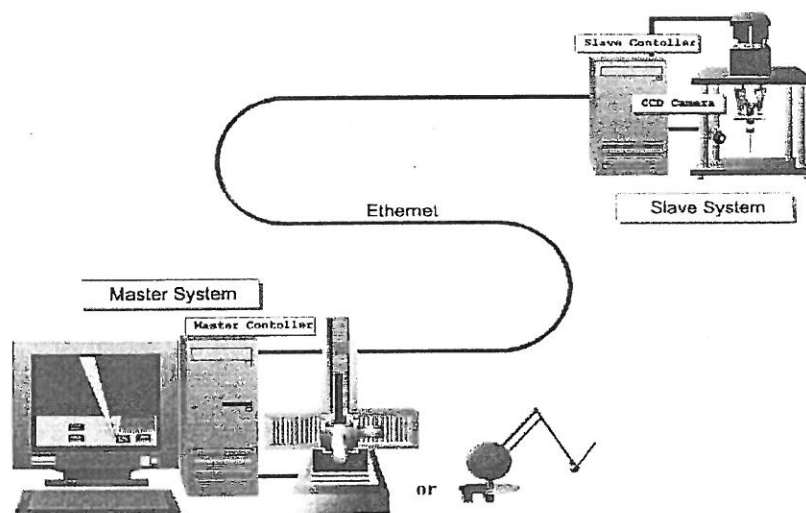 Slave Contoller
CCD Camera
Ethernet
Slave System
Master System
Master Contoller
or